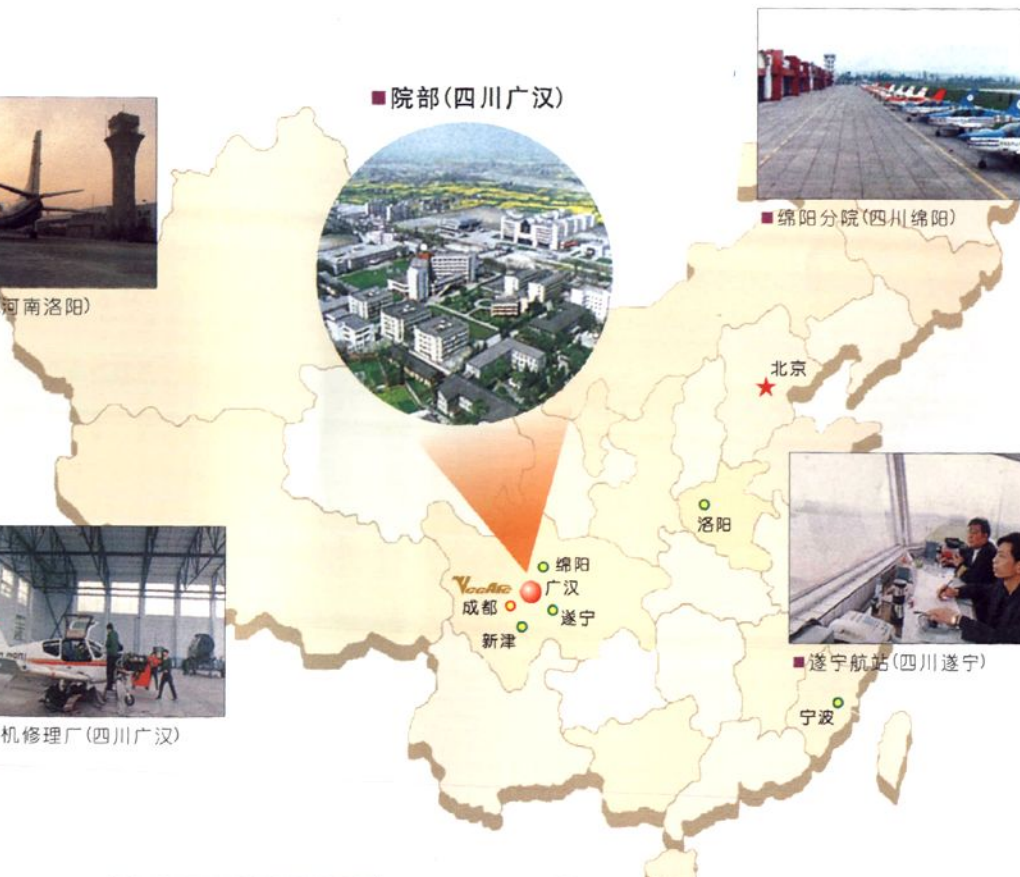 ■院部(四川广汉)
■绵阳分院(四川绵阳)
河南洛阳)
北京
洛阳
绵阳
广汉
成都
遂宁
新津
■遂宁航站(四川遂宁)
宁波
机修理厂(四川广汉)